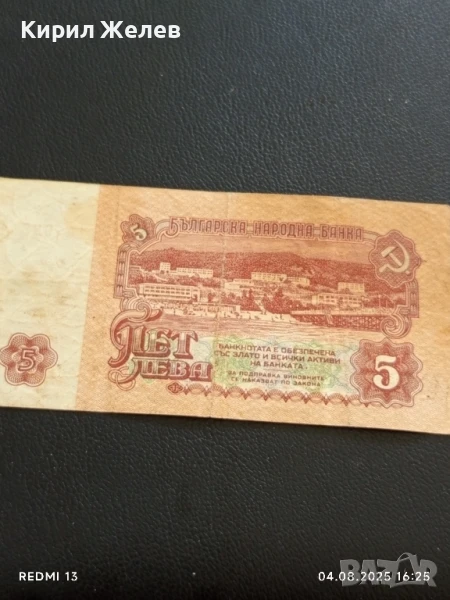 Кирил Желев
БЪЛГАРСКА НАРОДНА БАНКА
5
ПЕТ
ЛЕВА
БАНКНОТАТА Е ОБЕЗПЕЧЕНА
СЪС ЗЛАТО И ВСИЧКИ АКТИВИ
НА БАНКАТА
ЗА ПОДПРАВКА ВИНОВНИТЕ
СЕ НАКАЗВАТ ПО ЗАКОНА
5
5
REDMI 13
04.08.2025 16:25
BAZAR